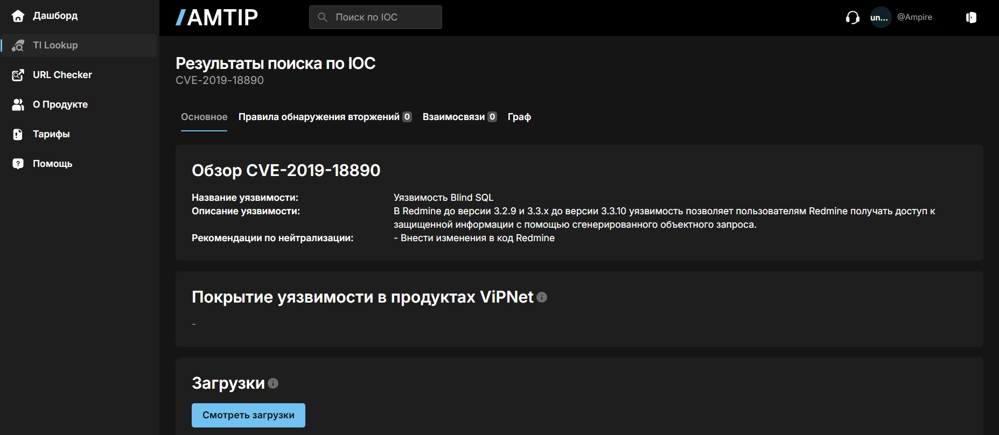 Дашборд
TI Lookup
URL Checker
О Продукте
Тарифы
Помощь
AMTIP
Поиск по IOC
un...
@Ampire
Результаты поиска по IOC
CVE-2019-18890
Основное Правила обнаружения вторжений 0 Взаимосвязи 0 Граф
Обзор CVE-2019-18890
Название уязвимости: Уязвимость Blind SQL
Описание уязвимости: В Redmine до версии 3.2.9 и 3.3.x до версии 3.3.10 уязвимость позволяет пользователям Redmine получать доступ к
защищенной информации с помощью сгенерированного объектного запроса.
Рекомендации по нейтрализации: - Внести изменения в код Redmine
Покрытие уязвимости в продуктах ViPNet
-
Загрузки
Смотреть загрузки